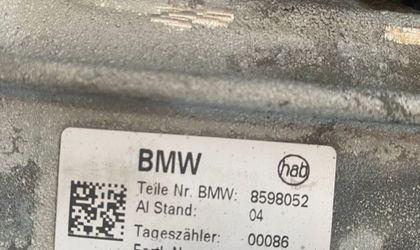 BMW hab
Teile Nr. BMW: 8598052
AI Stand: 04
Tageszähler: 00086